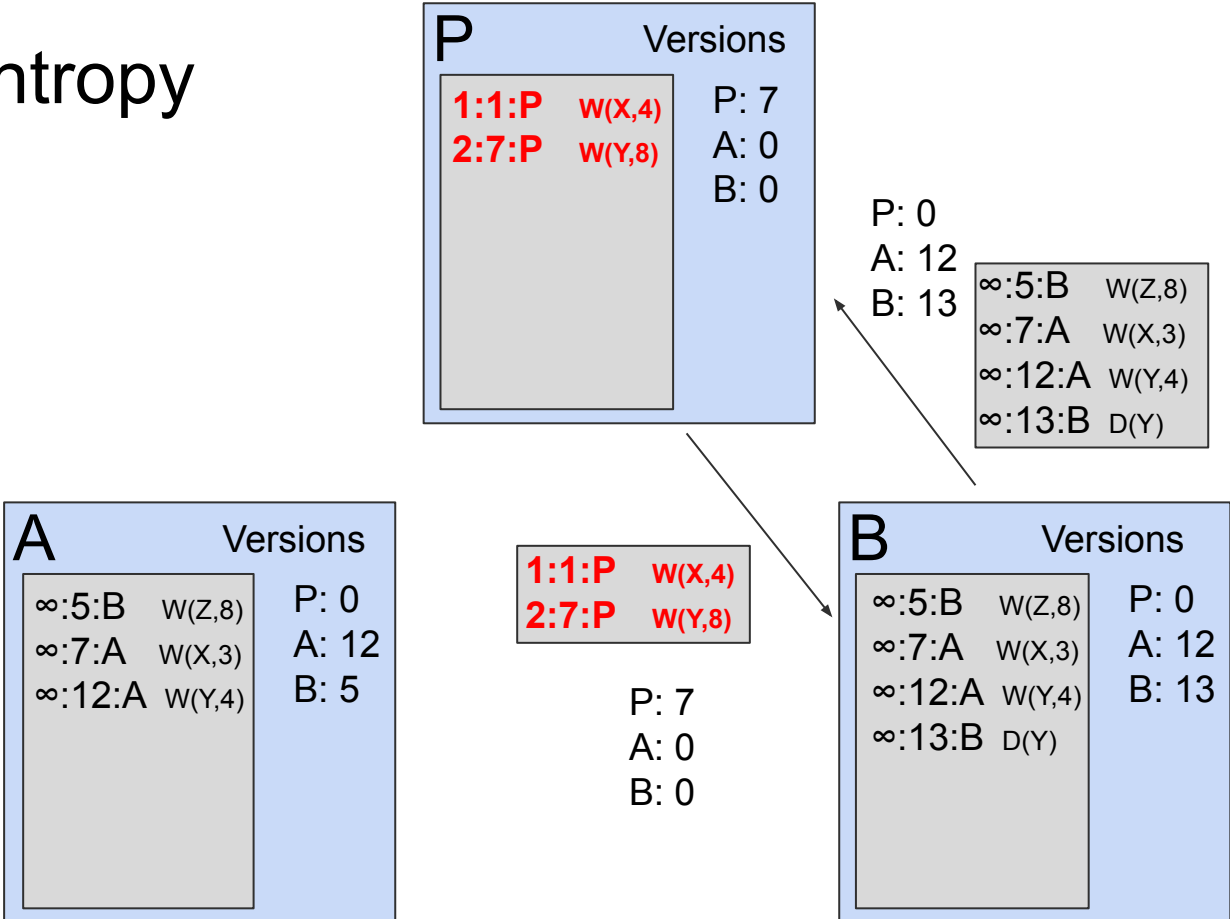 ntropy
P Versions
1:1:P W(X,4)
2:7:P W(Y,8)
P: 7
A: 0
B: 0
P: 0
A: 12
B: 13
∞:5:B W(Z,8)
∞:7:A W(X,3)
∞:12:A W(Y,4)
∞:13:B D(Y)
A Versions
∞:5:B W(Z,8)
∞:7:A W(X,3)
∞:12:A W(Y,4)
P: 0
A: 12
B: 5
1:1:P W(X,4)
2:7:P W(Y,8)
P: 7
A: 0
B: 0
B Versions
∞:5:B W(Z,8)
∞:7:A W(X,3)
∞:12:A W(Y,4)
∞:13:B D(Y)
P: 0
A: 12
B: 13